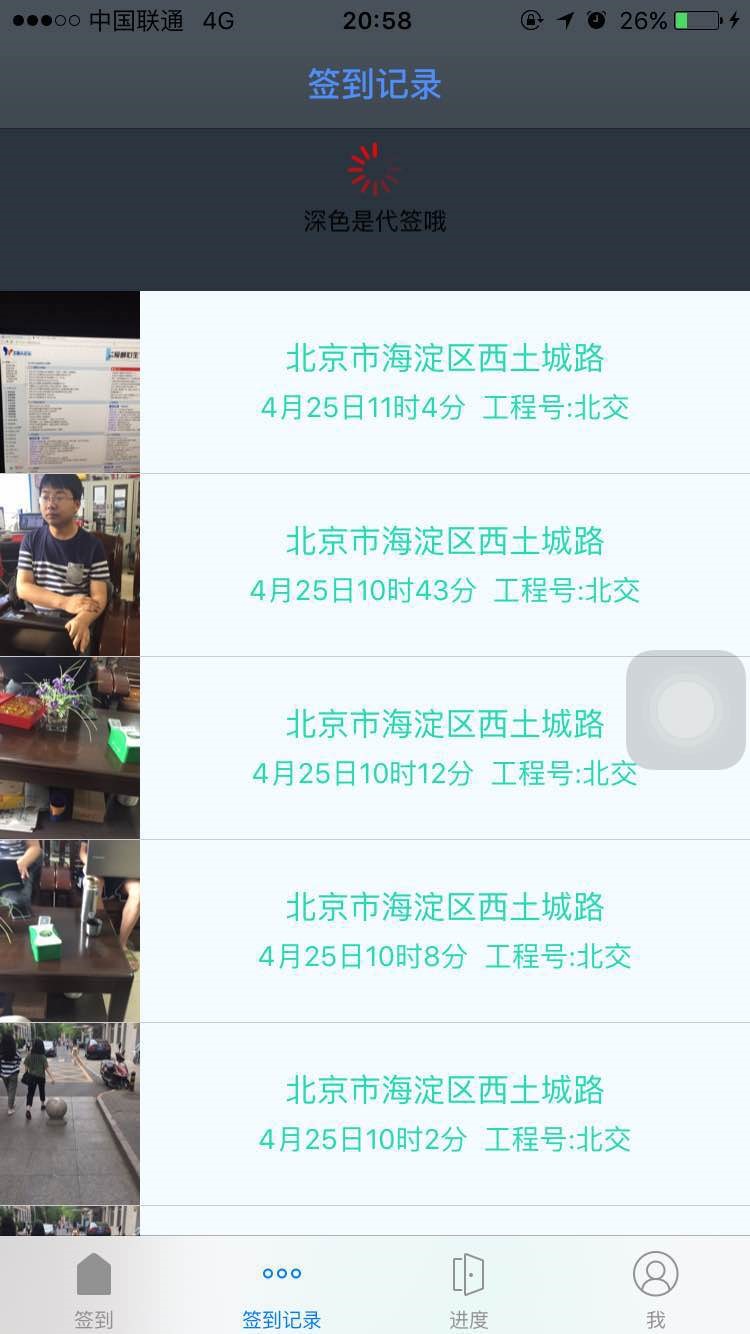 中国联通 4G 20:58 26%
签到记录
深色是代签哦
北京市海淀区西土城路
4月25日11时4分 工程号:北交
北京市海淀区西土城路
4月25日10时43分 工程号:北交
北京市海淀区西土城路
4月25日10时12分 工程号:北交
北京市海淀区西土城路
4月25日10时8分 工程号:北交
北京市海淀区西土城路
4月25日10时2分 工程号:北交
签到 签到记录 进度 我